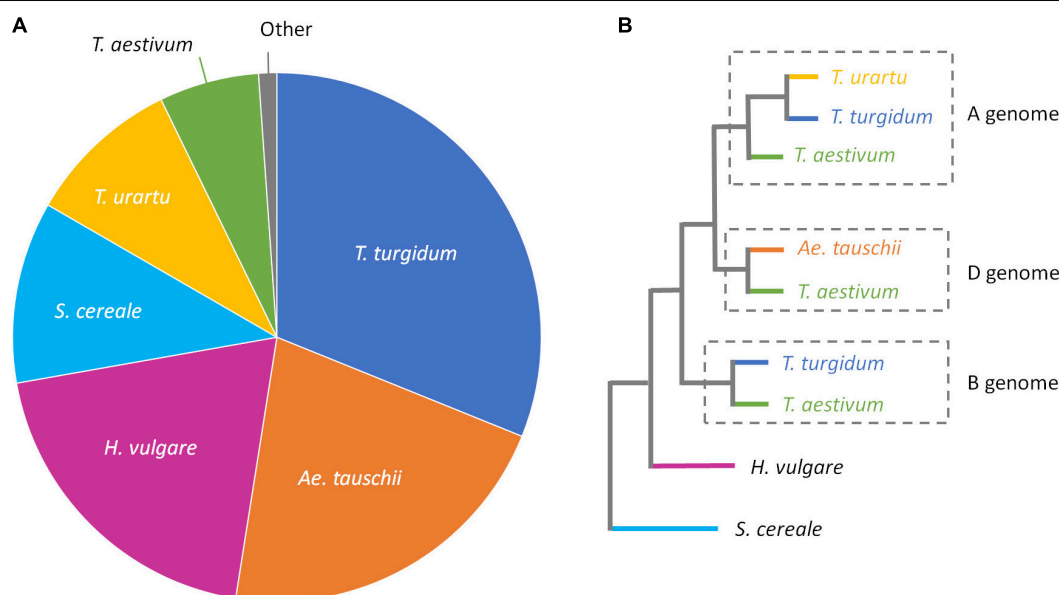 A
T. aestivum
Other
T. urartu
T. turgidum
S. cereale
H. vulgare
Ae. tauschii
B
T. urartu
T. turgidum
T. aestivum
A genome
Ae. tauschii
T. aestivum
D genome
T. turgidum
T. aestivum
B genome
H. vulgare
S. cereale